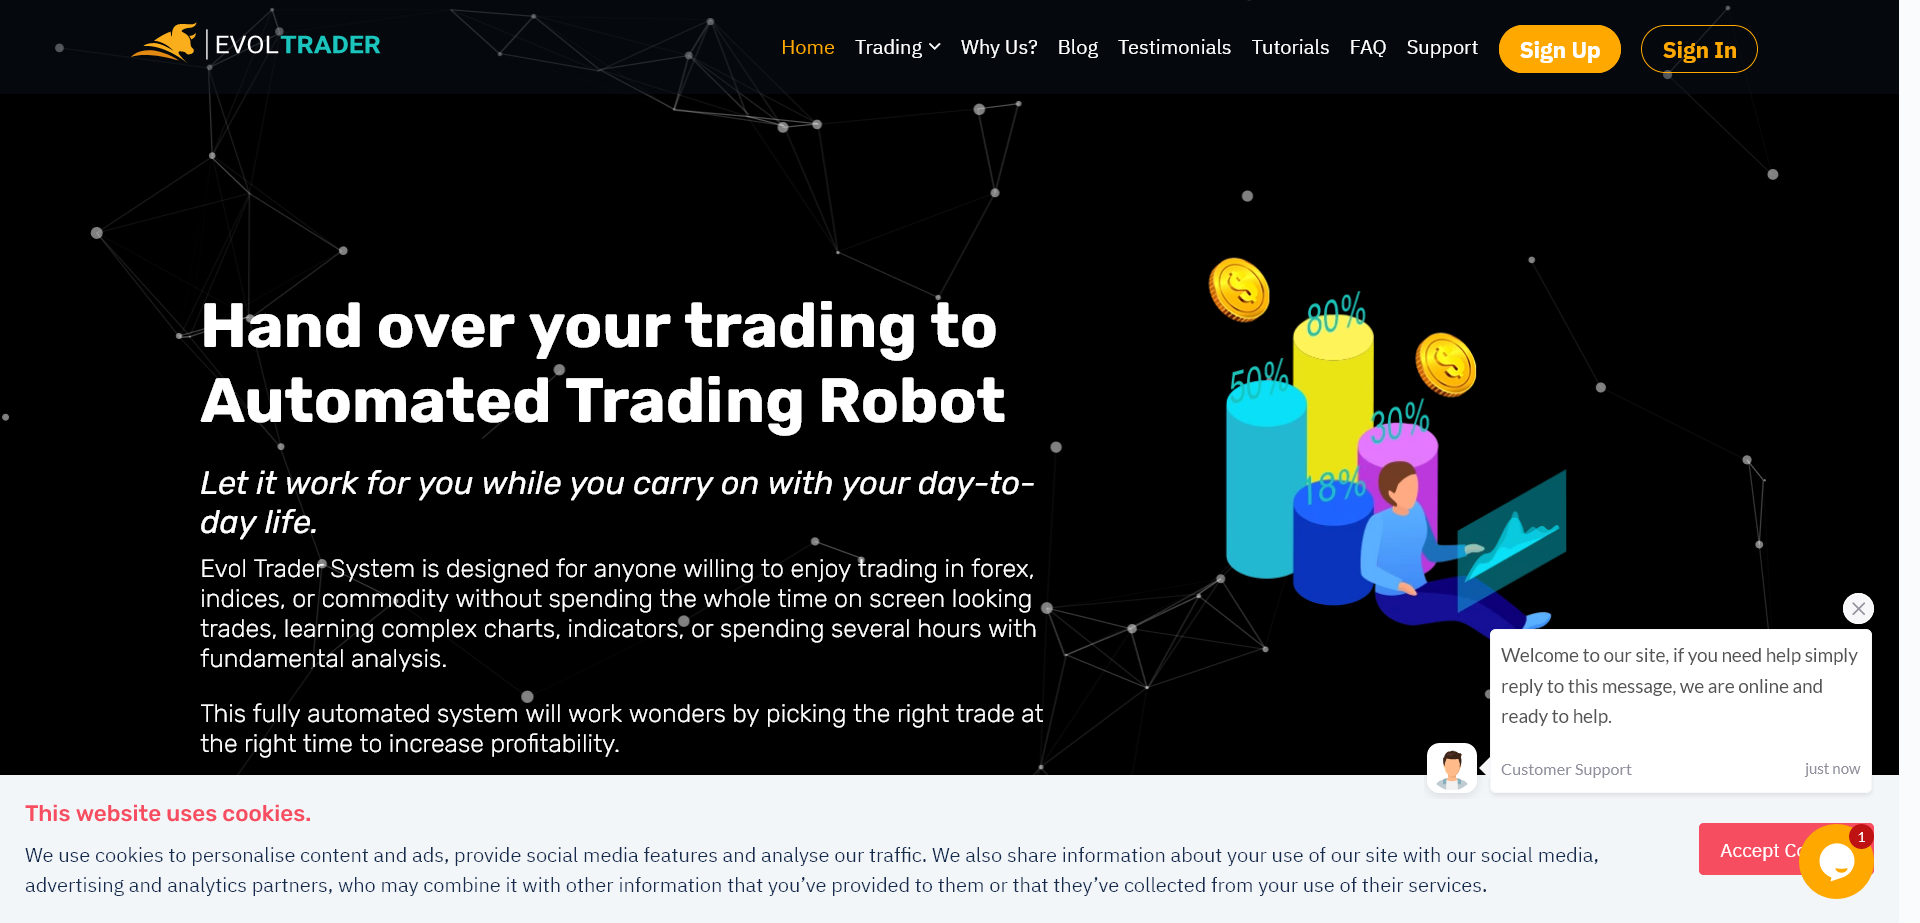 EVOLTRADER
Home Trading Why Us? Blog Testimonials Tutorials FAQ Support Sign Up Sign In
Hand over your trading to
Automated Trading Robot
Let it work for you while you carry on with your day-to-
day life.
Evol Trader System is designed for anyone willing to enjoy trading in forex,
indices, or commodity without spending the whole time on screen looking
trades, learning complex charts, indicators, or spending several hours with
fundamental analysis.
This fully automated system will work wonders by picking the right trade at
the right time to increase profitability.
80%
50%
30%
18%
Welcome to our site, if you need help simply
reply to this message, we are online and
ready to help.
Customer Support just now
This website uses cookies.
We use cookies to personalise content and ads, provide social media features and analyse our traffic. We also share information about your use of our site with our social media,
advertising and analytics partners, who may combine it with other information that you’ve provided to them or that they’ve collected from your use of their services.
Accept
1